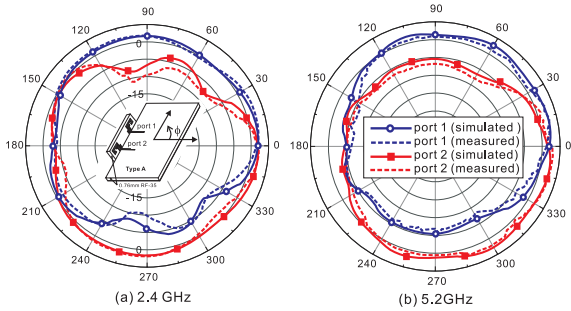 90
120
60
0
150
30
-15
port 1
ϕ
port 2
180
0
Type A
0.76mm RF-35
-15
210
330
0
240
300
270
(a) 2.4 GHz
90
120
60
150
30
port 1 (simulated )
port 1 (measured)
180
0
port 2 (simulated)
port 2 (measured)
210
330
240
300
270
(b) 5.2GHz